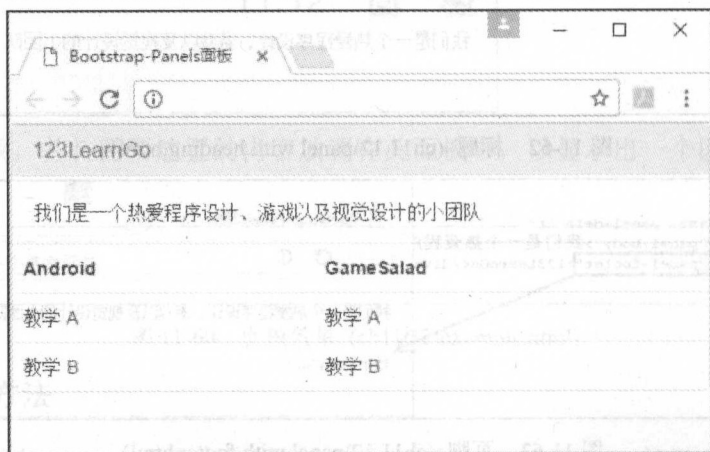 Bootstrap-Panels面板
123LearnGo
我们是一个热爱程序设计、游戏以及视觉设计的小团队
Android GameSalad
教学 A 教学 A
教学 B 教学 B